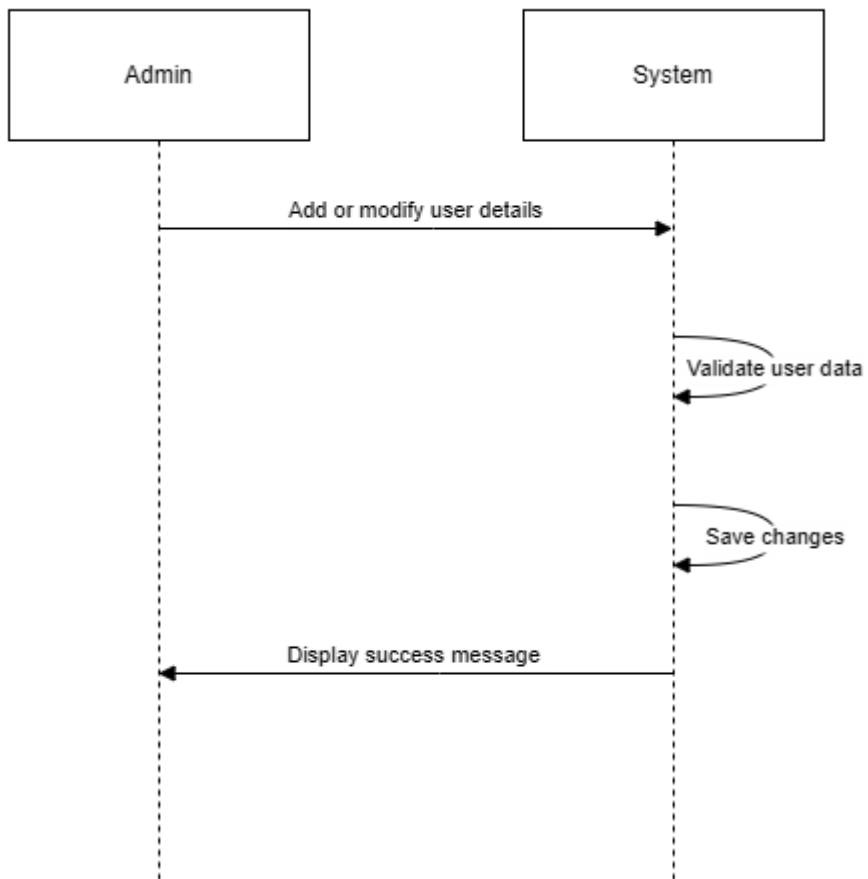 Admin
System
Add or modify user details
Validate user data
Save changes
Display success message